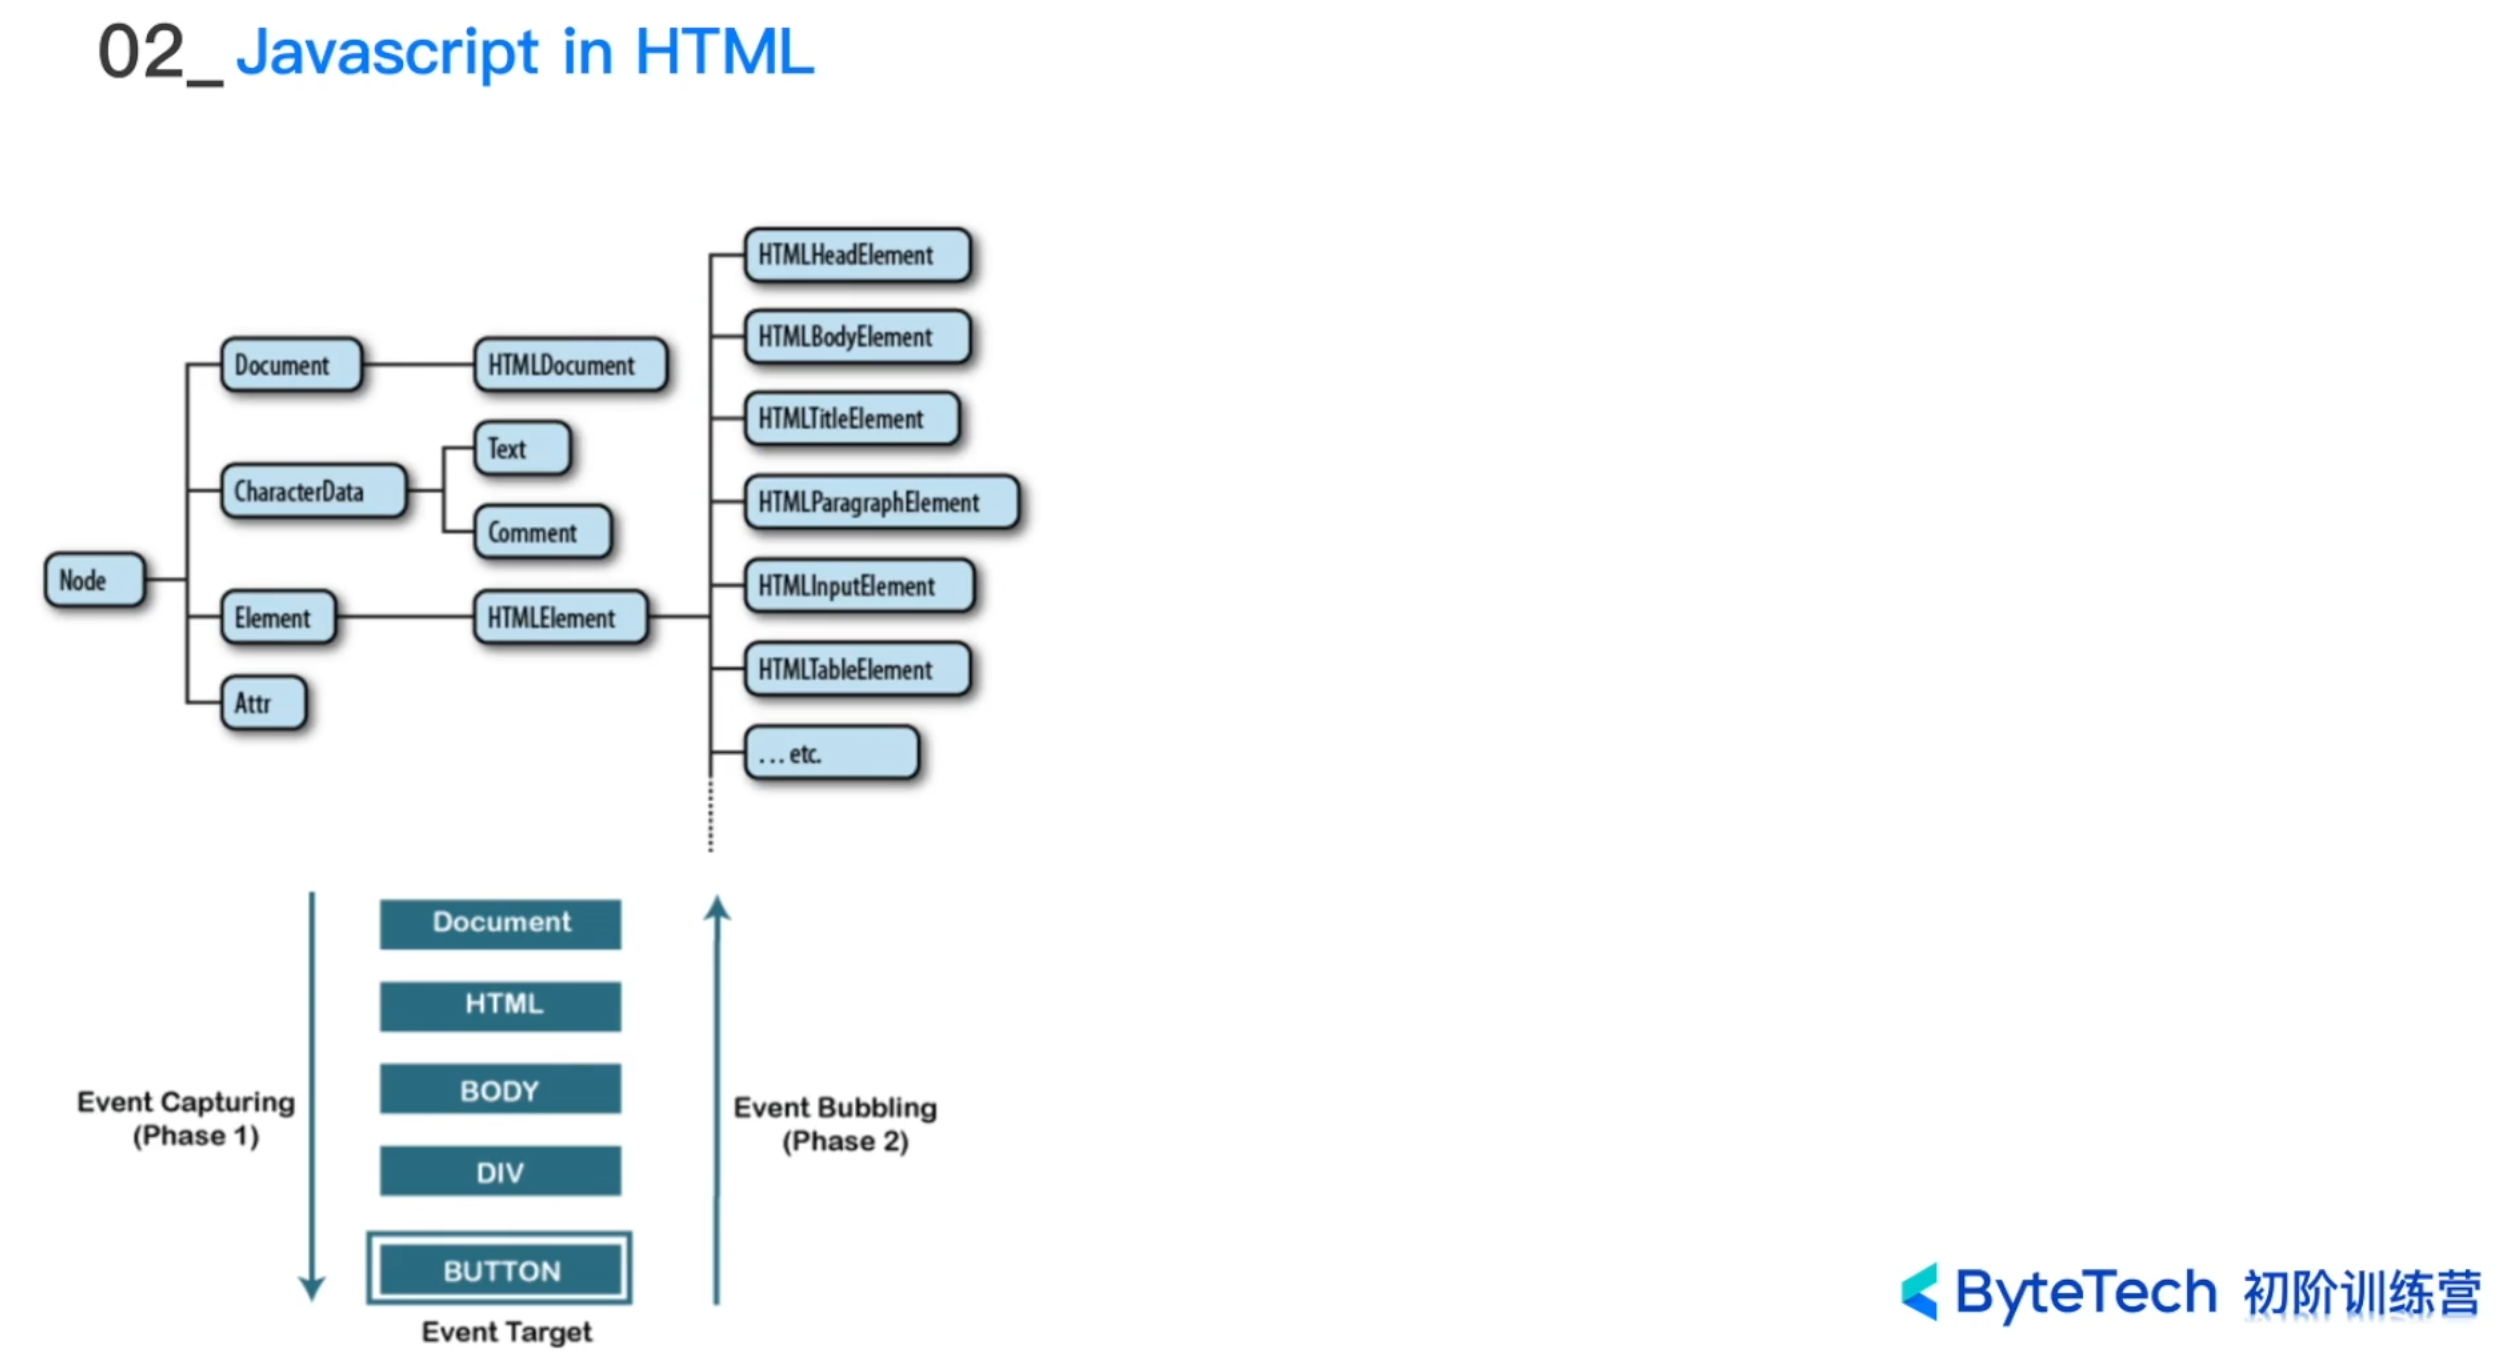 02_ Javascript in HTML
Node
Document
CharacterData
Element
Attr
HTMLDocument
Text
Comment
HTMLElement
HTMLHeadElement
HTMLBodyElement
HTMLTitleElement
HTMLParagraphElement
HTMLInputElement
HTMLTableElement
...etc.
Event Capturing
(Phase 1)
Document
HTML
BODY
DIV
BUTTON
Event Target
Event Bubbling
(Phase 2)
ByteTech 初阶训练营